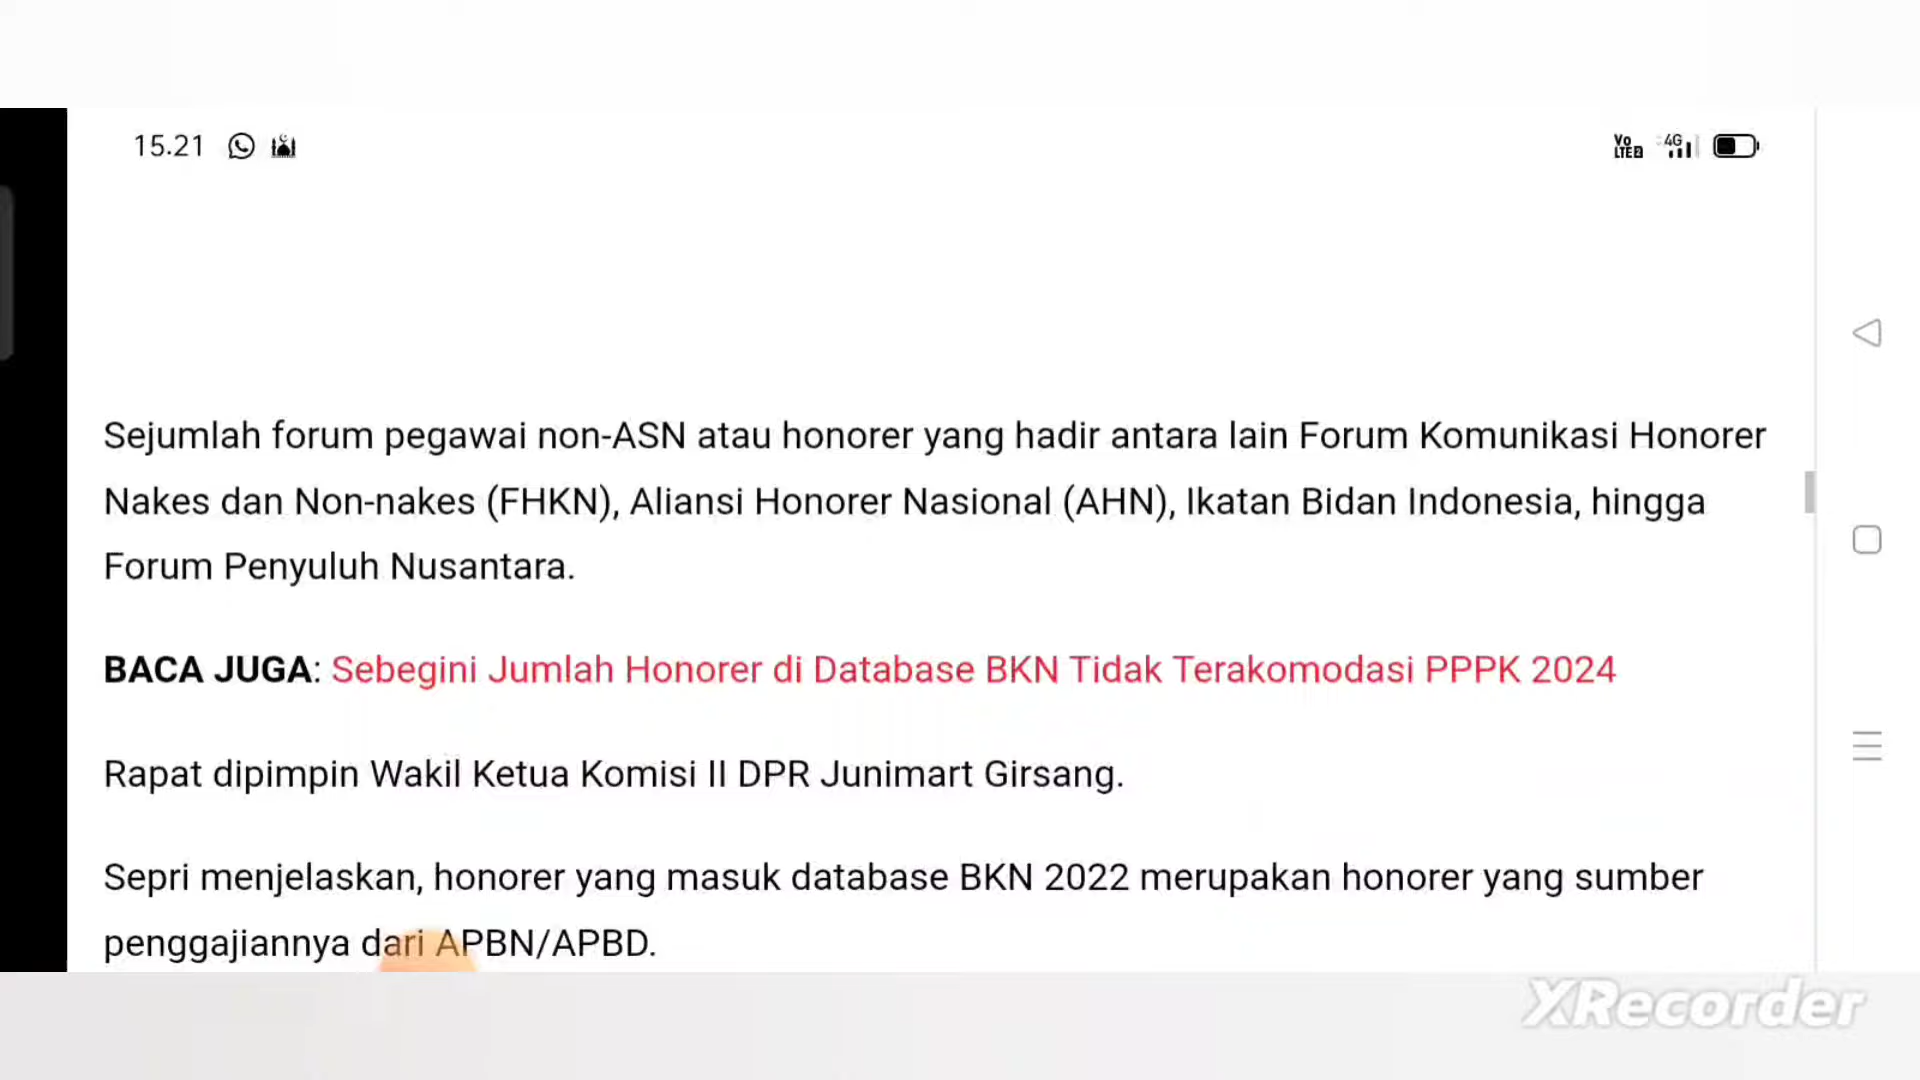 15.21
Vo
LTE2
4G
Sejumlah forum pegawai non-ASN atau honorer yang hadir antara lain Forum Komunikasi Honorer
Nakes dan Non-nakes (FHKN), Aliansi Honorer Nasional (AHN), Ikatan Bidan Indonesia, hingga
Forum Penyuluh Nusantara.
BACA JUGA: Sebegini Jumlah Honorer di Database BKN Tidak Terakomodasi PPPK 2024
Rapat dipimpin Wakil Ketua Komisi II DPR Junimart Girsang.
Sepri menjelaskan, honorer yang masuk database BKN 2022 merupakan honorer yang sumber
penggajiannya dari APBN/APBD.
XRecorder